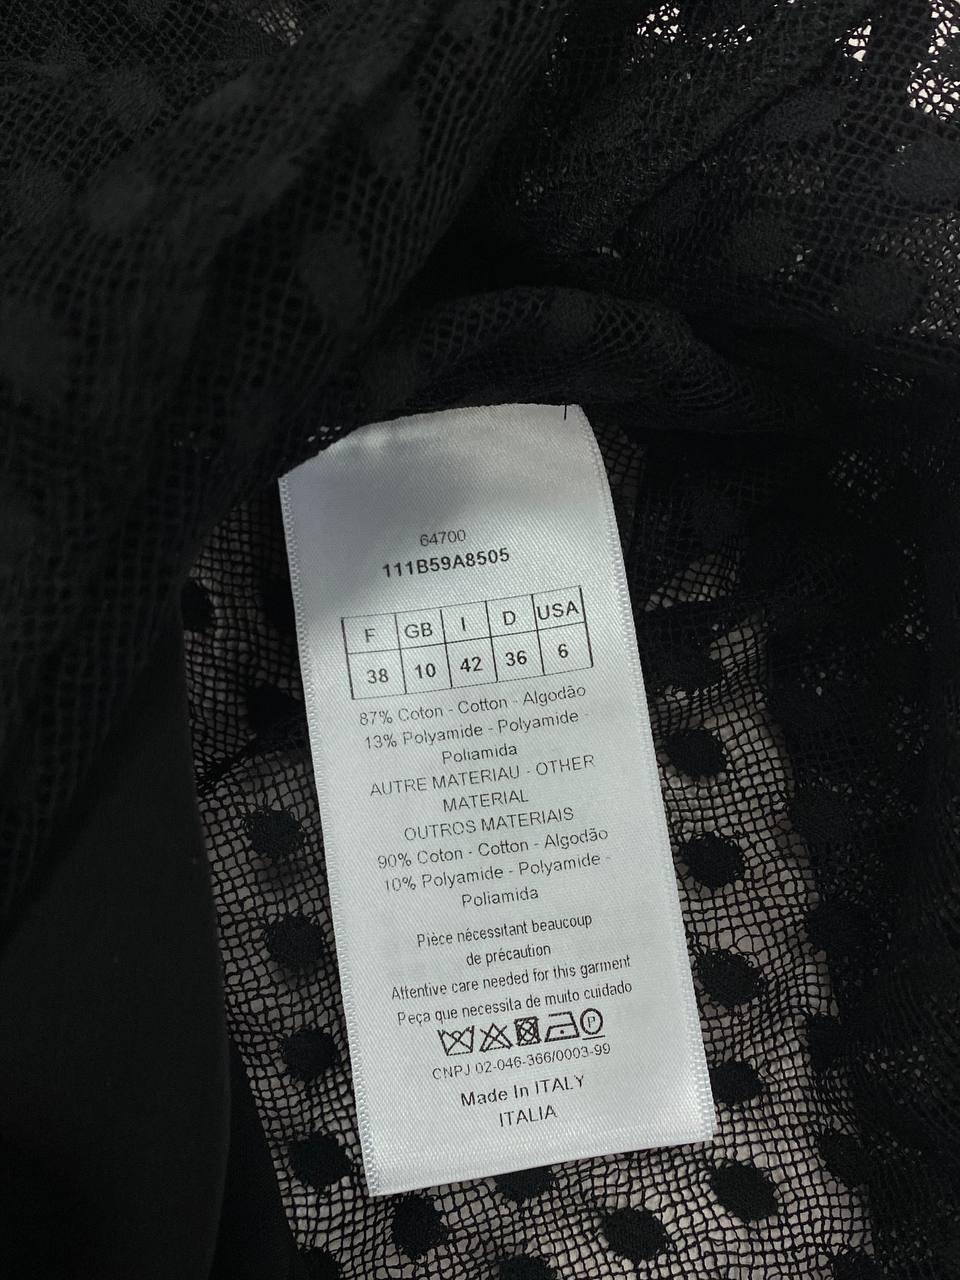 64700
111B59A8505
F GB I D USA
38 10 42 36 6
87% Coton - Cotton - Algodão
13% Polyamide - Polyamide -
Poliamida
AUTRE MATERIAU - OTHER
MATERIAL
OUTROS MATERIAIS
90% Coton - Cotton - Algodão
10% Polyamide - Polyamide -
Poliamida
Pièce nécessitant beaucoup
de précaution
Attentive care needed for this garment
Peça que necessita de muito cuidado
P
CNPJ 02-046-366/0003-99
Made In ITALY
ITALIA